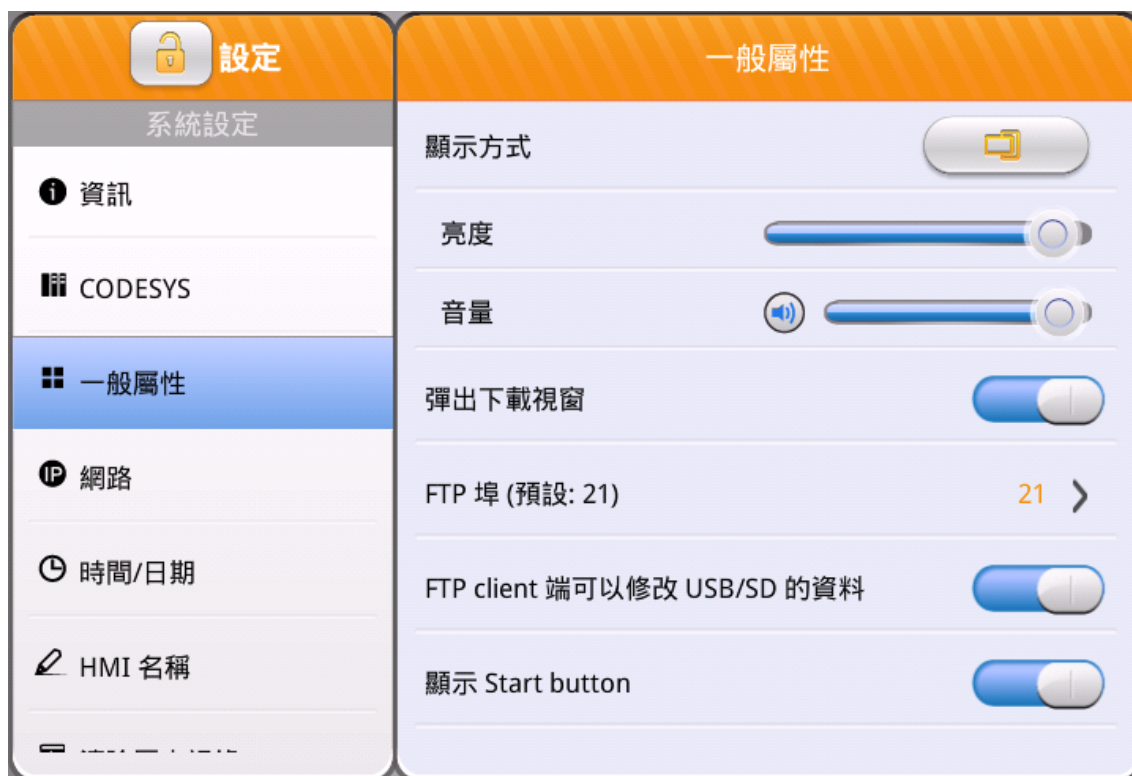 設定
系統設定
資訊
CODESYS
一般屬性
網路
時間/日期
HMI 名稱
一般屬性
顯示方式
亮度
音量
彈出下載視窗
FTP 埠 (預設: 21)
21
FTP client 端可以修改 USB/SD 的資料
顯示 Start button